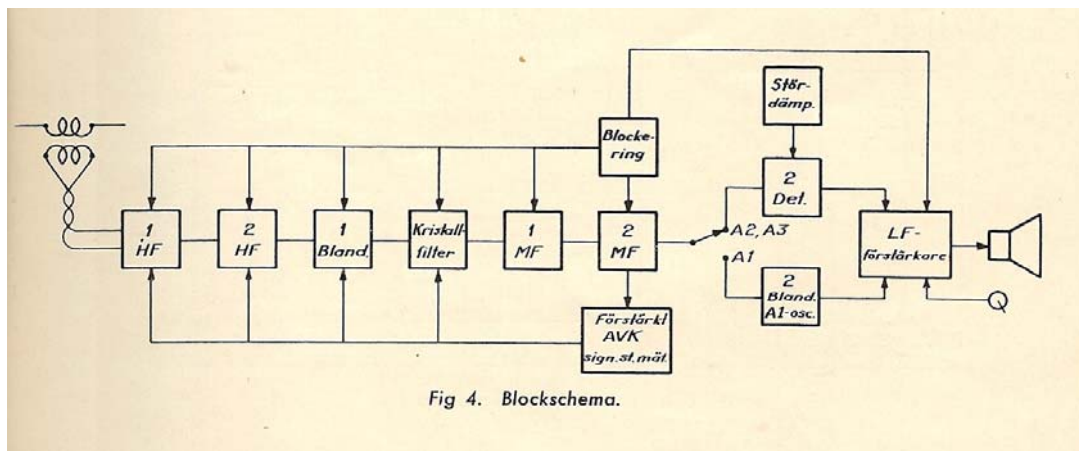 Stör-
dämp.
Blocke-
ring
2
Det.
1
HF
2
HF
1
Bland.
Kristall-
filter
1
MF
2
MF
A2, A3
A1
LF-
förstärkare
2
Bland.
A1-osc.
Förstärkt
AVK
sign.st.mät.
Fig 4. Blockschema.